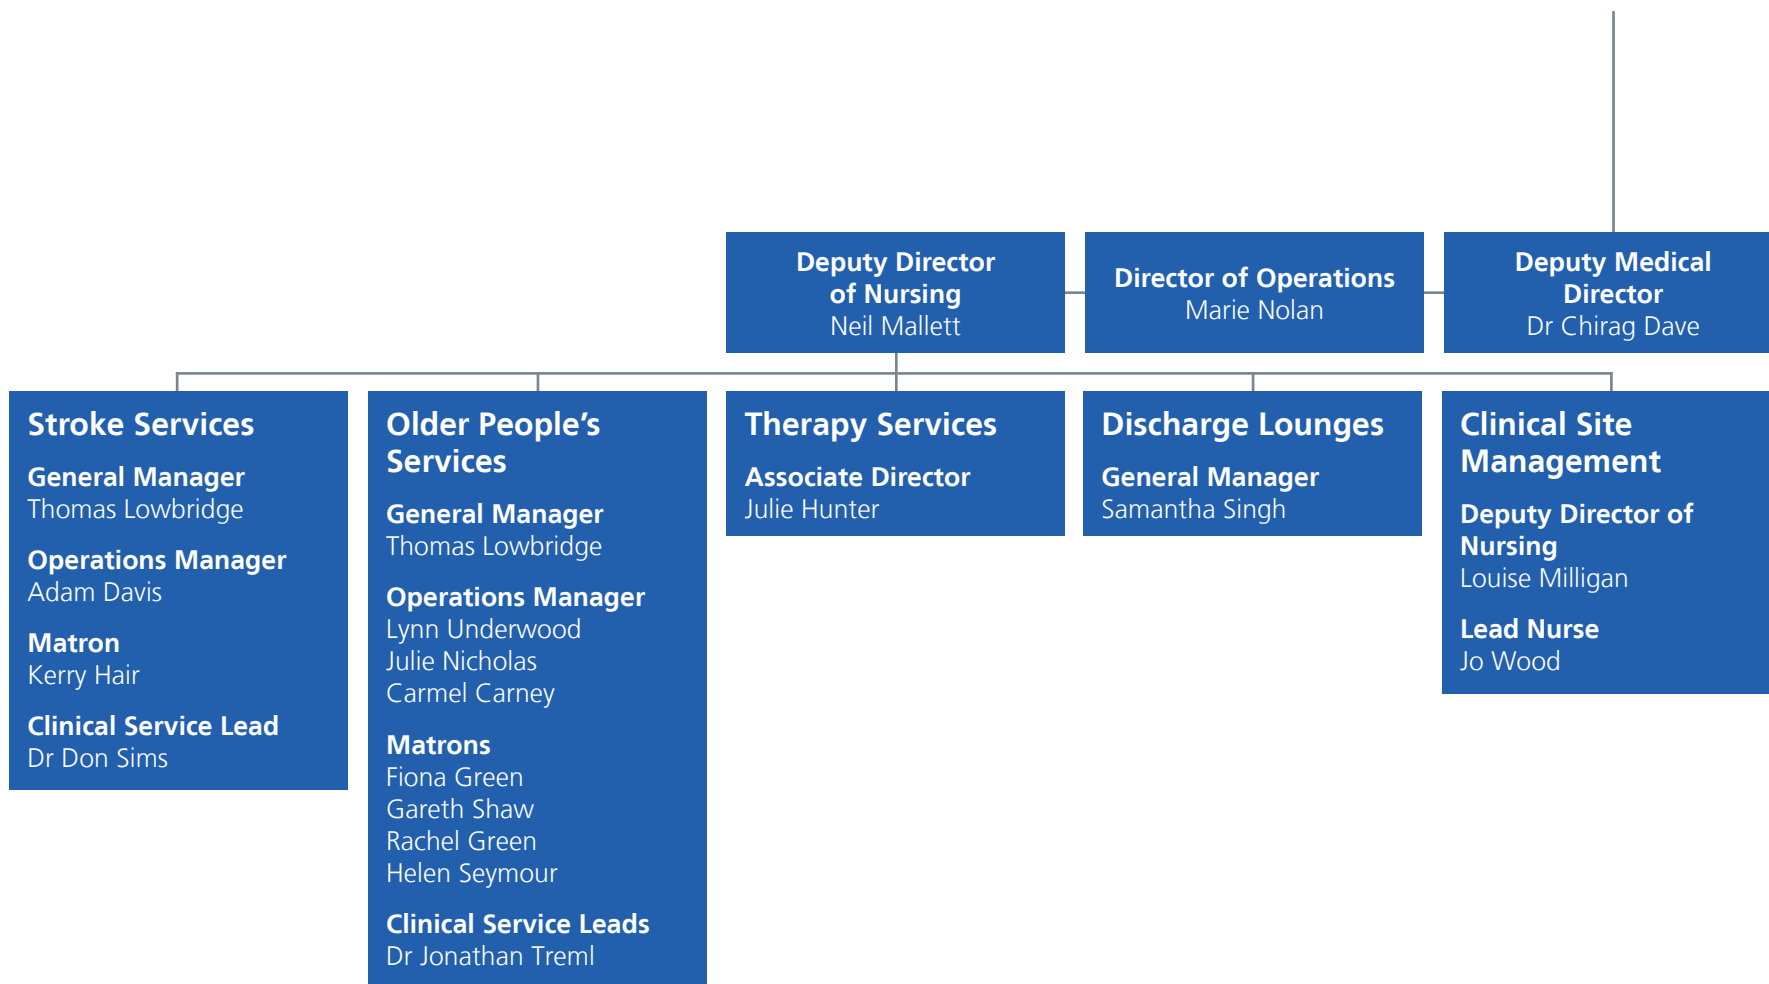 Deputy Director
of Nursing
Neil Mallett
Director of Operations
Marie Nolan
Deputy Medical
Director
Dr Chirag Dave
Stroke Services
General Manager
Thomas Lowbridge
Operations Manager
Adam Davis
Matron
Kerry Hair
Clinical Service Lead
Dr Don Sims
Older People’s
Services
General Manager
Thomas Lowbridge
Operations Manager
Lynn Underwood
Julie Nicholas
Carmel Carney
Matrons
Fiona Green
Gareth Shaw
Rachel Green
Helen Seymour
Clinical Service Leads
Dr Jonathan Treml
Therapy Services
Associate Director
Julie Hunter
Discharge Lounges
General Manager
Samantha Singh
Clinical Site
Management
Deputy Director of
Nursing
Louise Milligan
Lead Nurse
Jo Wood